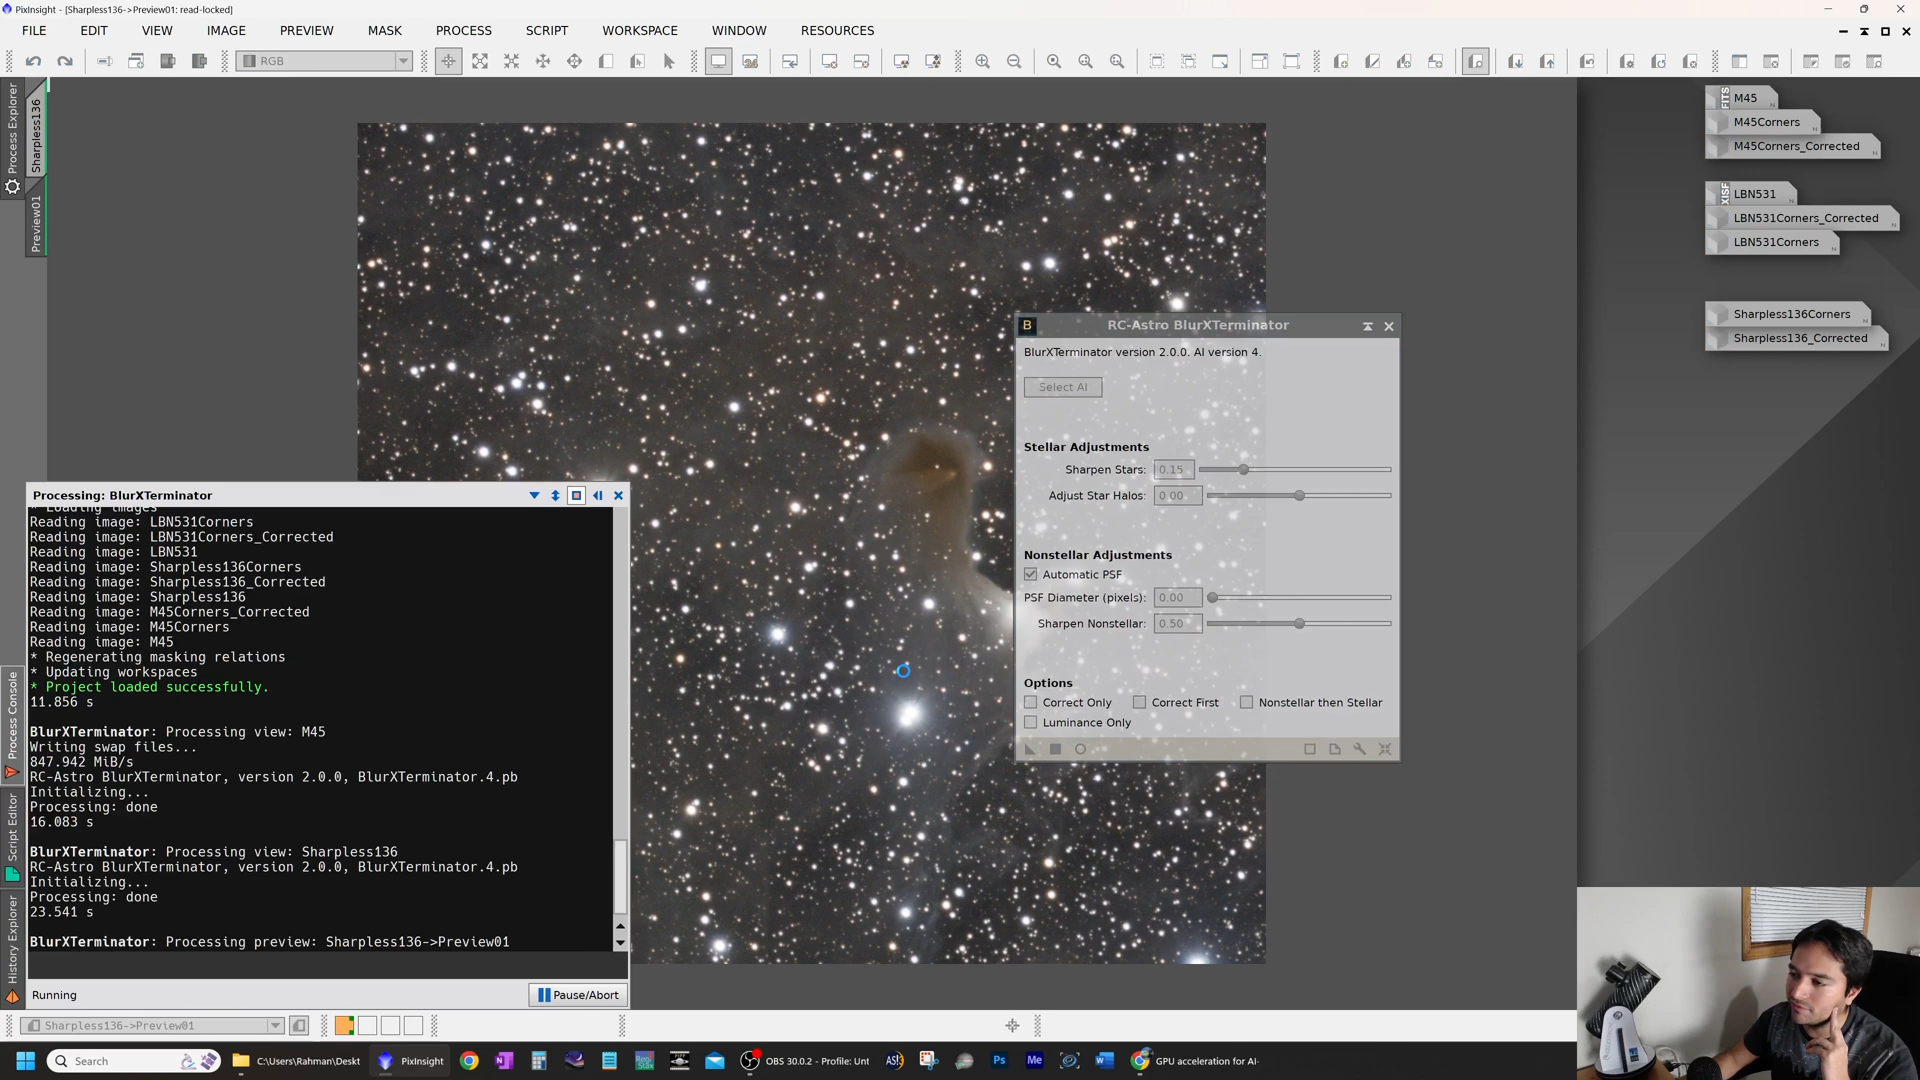 PixInsight - [Sharpless136->Preview01: read-locked]
FILE EDIT VIEW IMAGE PREVIEW MASK PROCESS SCRIPT WORKSPACE WINDOW RESOURCES
RGB
Process Explorer
Sharpless136
Preview01
M45
M45Corners
M45Corners_Corrected
LBN531
LBN531Corners_Corrected
LBN531Corners
Sharpless136Corners
Sharpless136_Corrected
FITS
XISF
B RC-Astro BlurXTerminator
BlurXTerminator version 2.0.0. AI version 4.
Select AI
Stellar Adjustments
Sharpen Stars: 0.15
Adjust Star Halos: 0.00
Nonstellar Adjustments
Automatic PSF
PSF Diameter (pixels): 0.00
Sharpen Nonstellar: 0.50
Options
Correct Only Correct First Nonstellar then Stellar
Luminance Only
Processing: BlurXTerminator
* Loading images
Reading image: LBN531Corners
Reading image: LBN531Corners_Corrected
Reading image: LBN531
Reading image: Sharpless136Corners
Reading image: Sharpless136_Corrected
Reading image: Sharpless136
Reading image: M45Corners_Corrected
Reading image: M45Corners
Reading image: M45
* Regenerating masking relations
* Updating workspaces
* Project loaded successfully.
11.856 s
BlurXTerminator: Processing view: M45
Writing swap files...
847.942 MiB/s
RC-Astro BlurXTerminator, version 2.0.0, BlurXTerminator.4.pb
Initializing...
Processing: done
16.083 s
BlurXTerminator: Processing view: Sharpless136
RC-Astro BlurXTerminator, version 2.0.0, BlurXTerminator.4.pb
Initializing...
Processing: done
23.541 s
BlurXTerminator: Processing preview: Sharpless136->Preview01
Running Pause/Abort
Process Console
Script Editor
History Explorer
Sharpless136->Preview01
Search C:\Users\Rahman\Deskt PixInsight OBS 30.0.2 - Profile: Unt Ps Me GPU acceleration for AI-